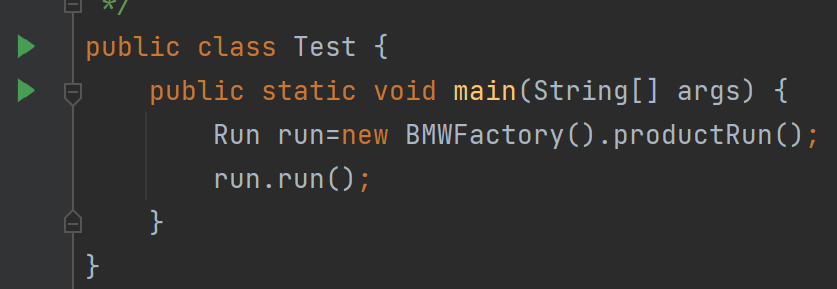 */
public class Test {
public static void main(String[] args) {
Run run=new BMWFactory().productRun();
run.run();
}
}